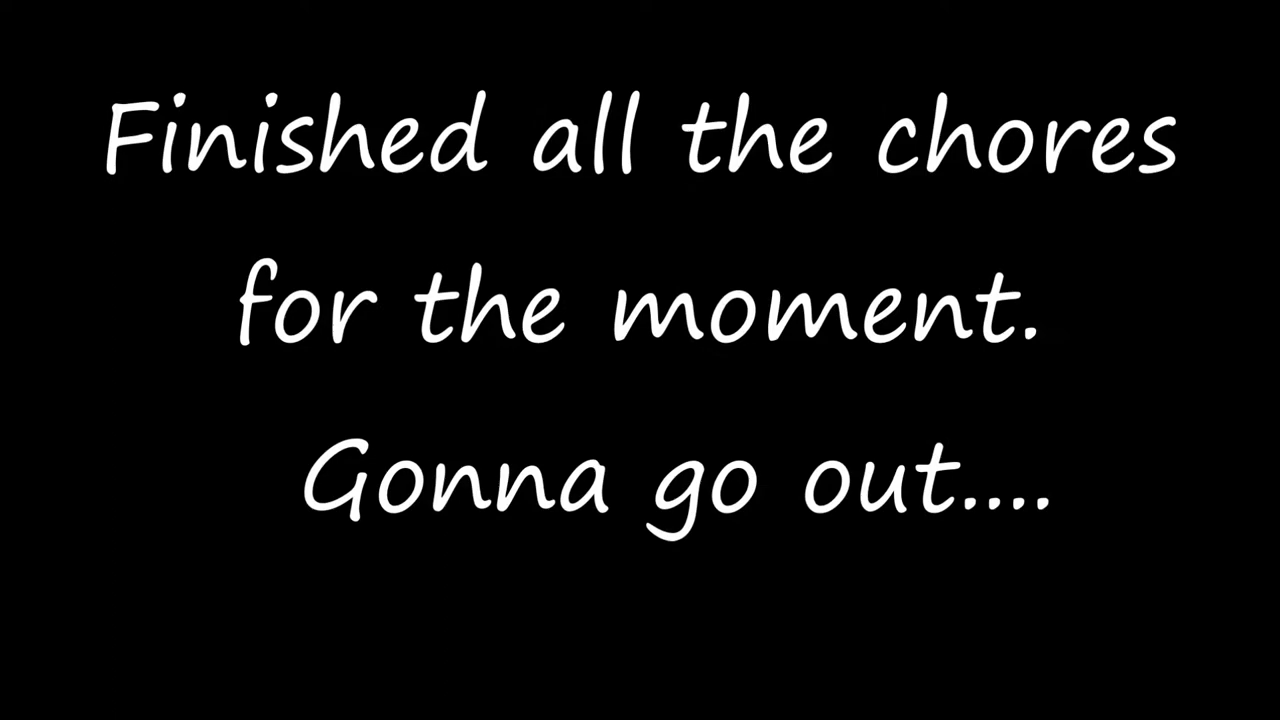 Finished all the chores
for the moment.
Gonna go out....